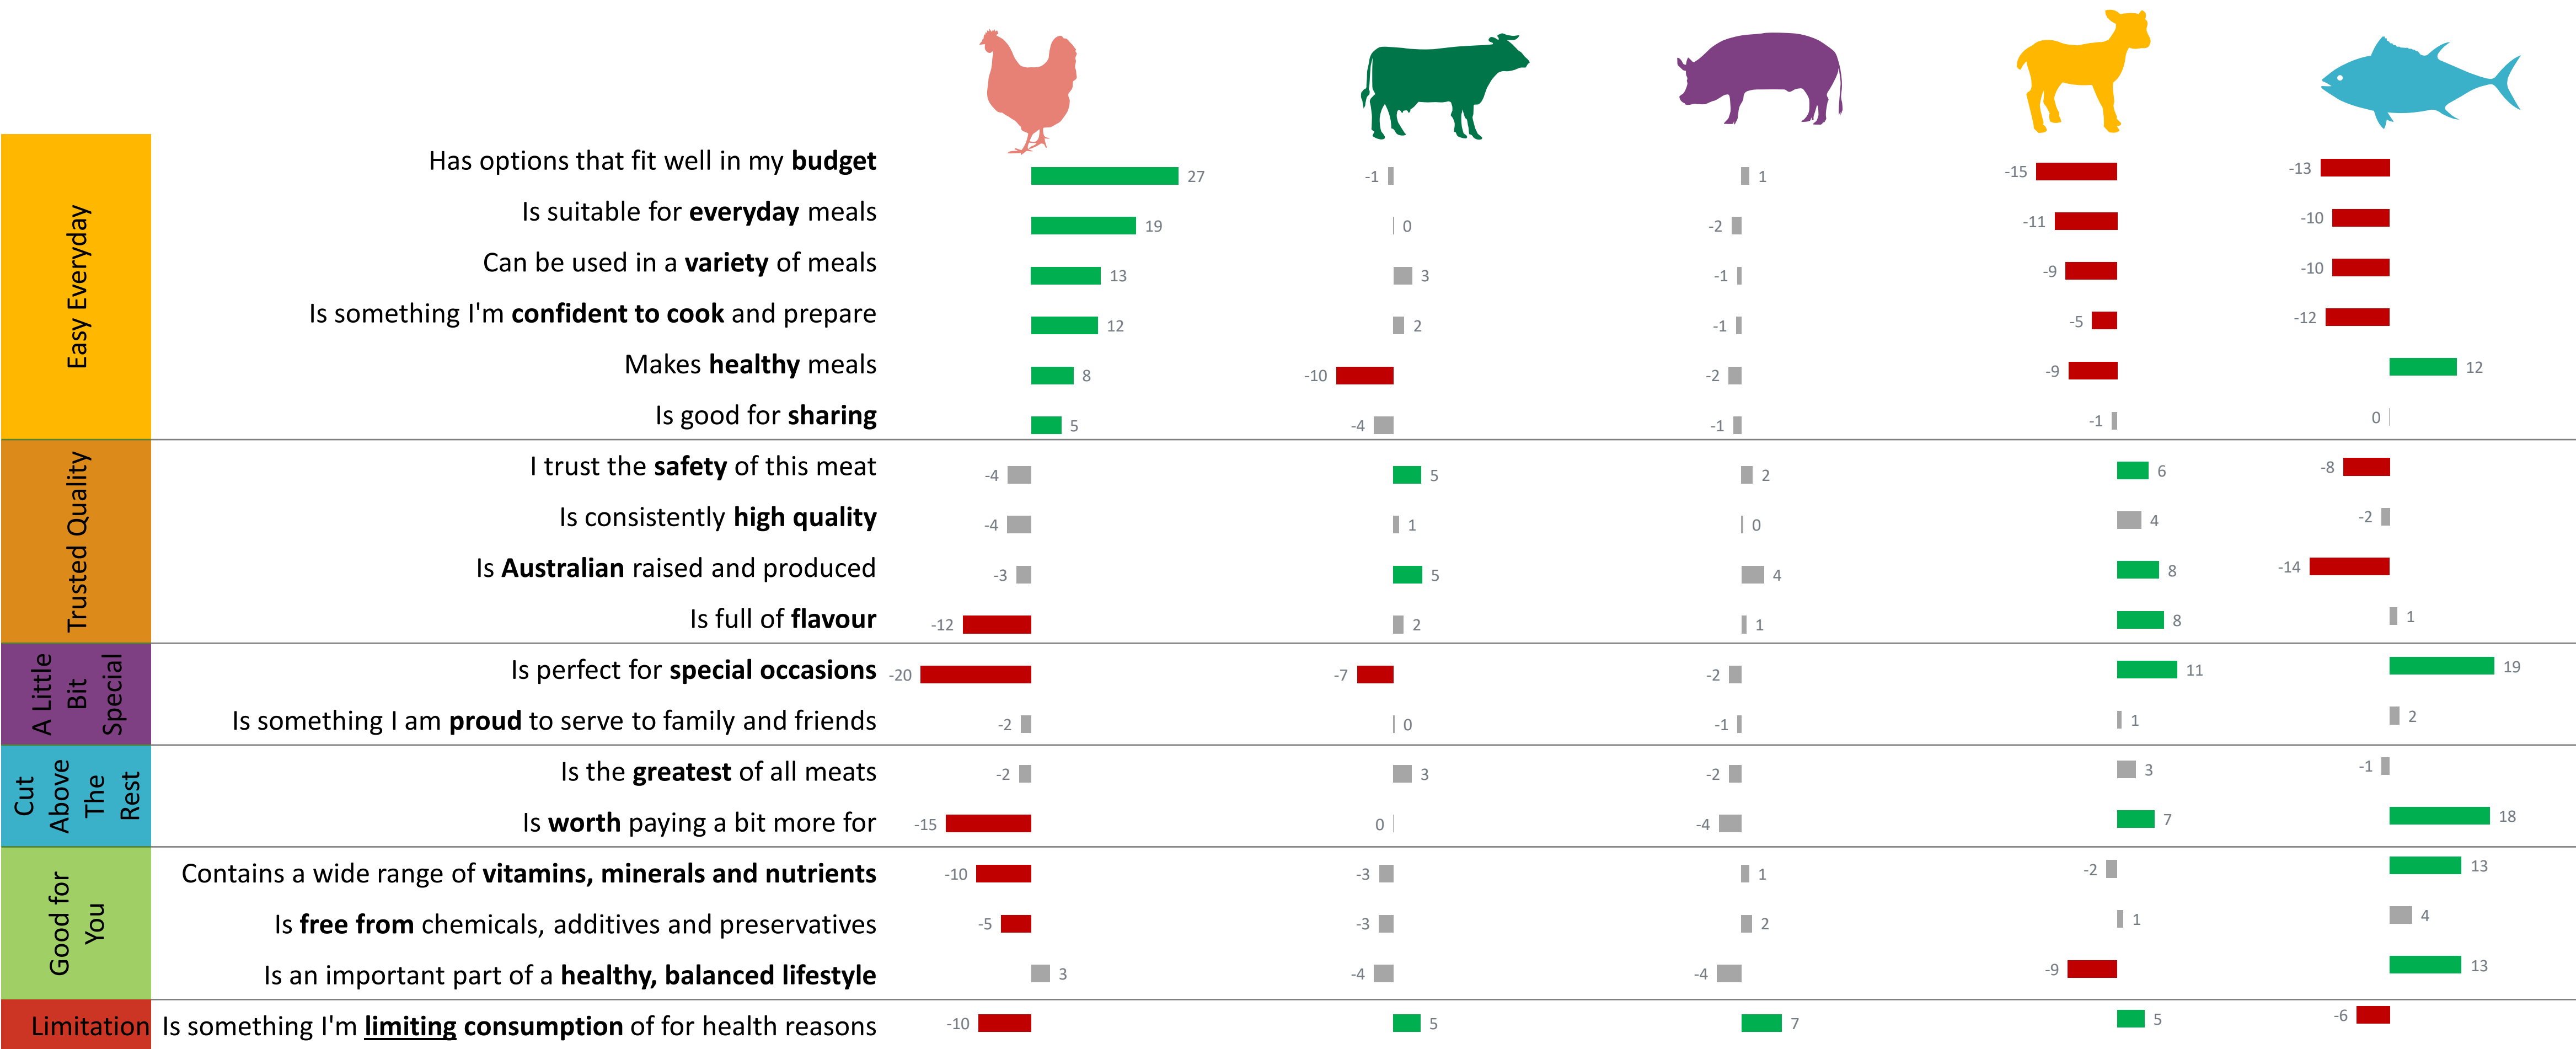 Easy Everyday
Has options that fit well in my budget 27 -1 1 -15 -13
Is suitable for everyday meals 19 0 -2 -11 -10
Can be used in a variety of meals 13 3 -1 -9 -10
Is something I'm confident to cook and prepare 12 2 -1 -5 -12
Makes healthy meals 8 -10 -2 -9 12
Is good for sharing 5 -4 -1 -1 0
Trusted Quality
I trust the safety of this meat -4 5 2 6 -8
Is consistently high quality -4 1 0 4 -2
Is Australian raised and produced -3 5 4 8 -14
Is full of flavour -12 2 1 8 1
A Little
Bit
Special
Is perfect for special occasions -20 -7 -2 11 19
Is something I am proud to serve to family and friends -2 0 -1 1 2
Cut
Above
The
Rest
Is the greatest of all meats -2 3 -2 3 -1
Is worth paying a bit more for -15 0 -4 7 18
Good for
You
Contains a wide range of vitamins, minerals and nutrients -10 -3 1 -2 13
Is free from chemicals, additives and preservatives -5 -3 2 1 4
Is an important part of a healthy, balanced lifestyle 3 -4 -4 -9 13
Limitation
Is something I'm limiting consumption of for health reasons -10 5 7 5 -6